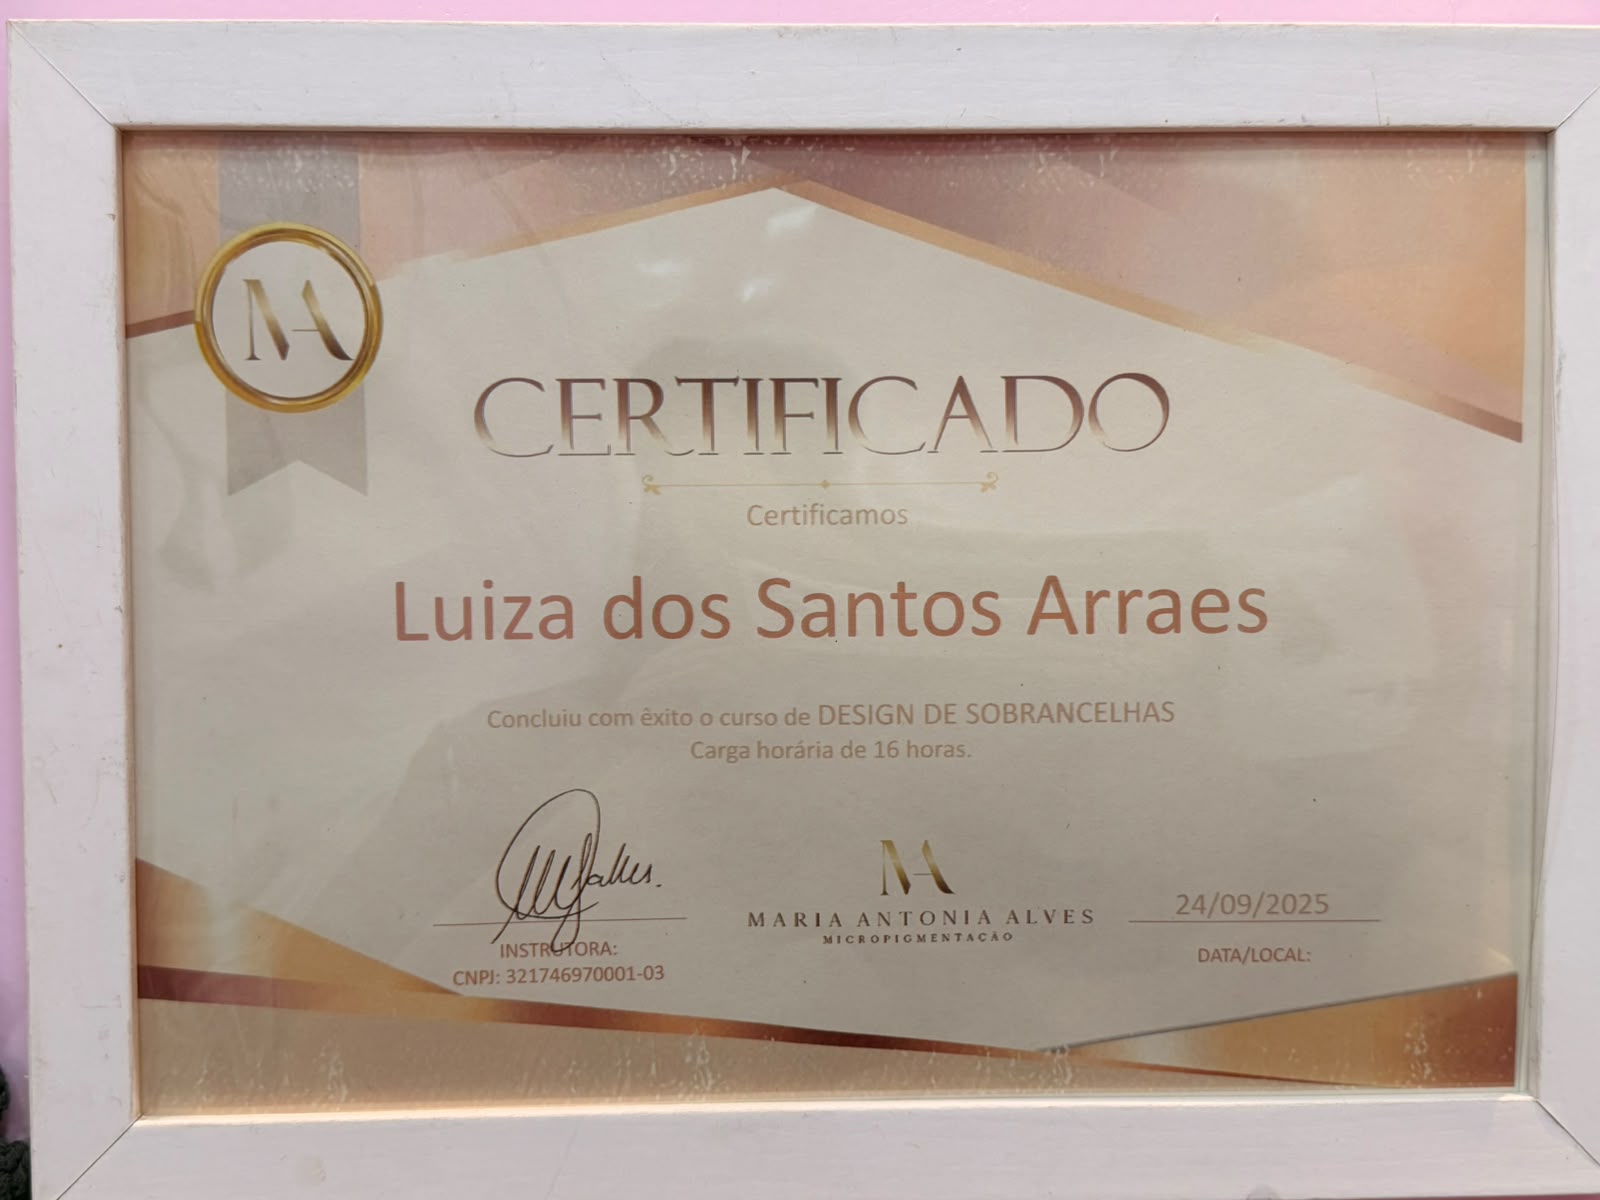 MA
CERTIFICADO
Certificamos
Luiza dos Santos Arraes
Concluiu com êxito o curso de DESIGN DE SOBRANCELHAS
Carga horária de 16 horas.
INSTRUTORA:
CNPJ: 321746970001-03
MA
MARIA ANTONIA ALVES
MICROPIGMENTAÇÃO
24/09/2025
DATA/LOCAL: